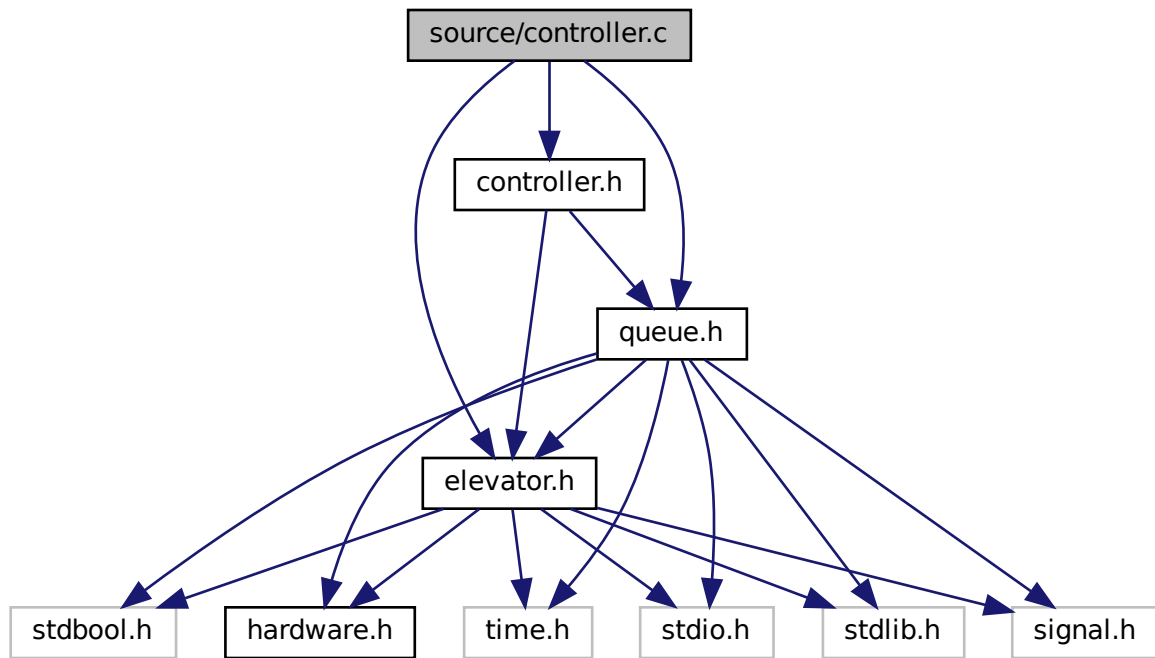 source/controller.c
controller.h
queue.h
elevator.h
stdbool.h
hardware.h
time.h
stdio.h
stdlib.h
signal.h